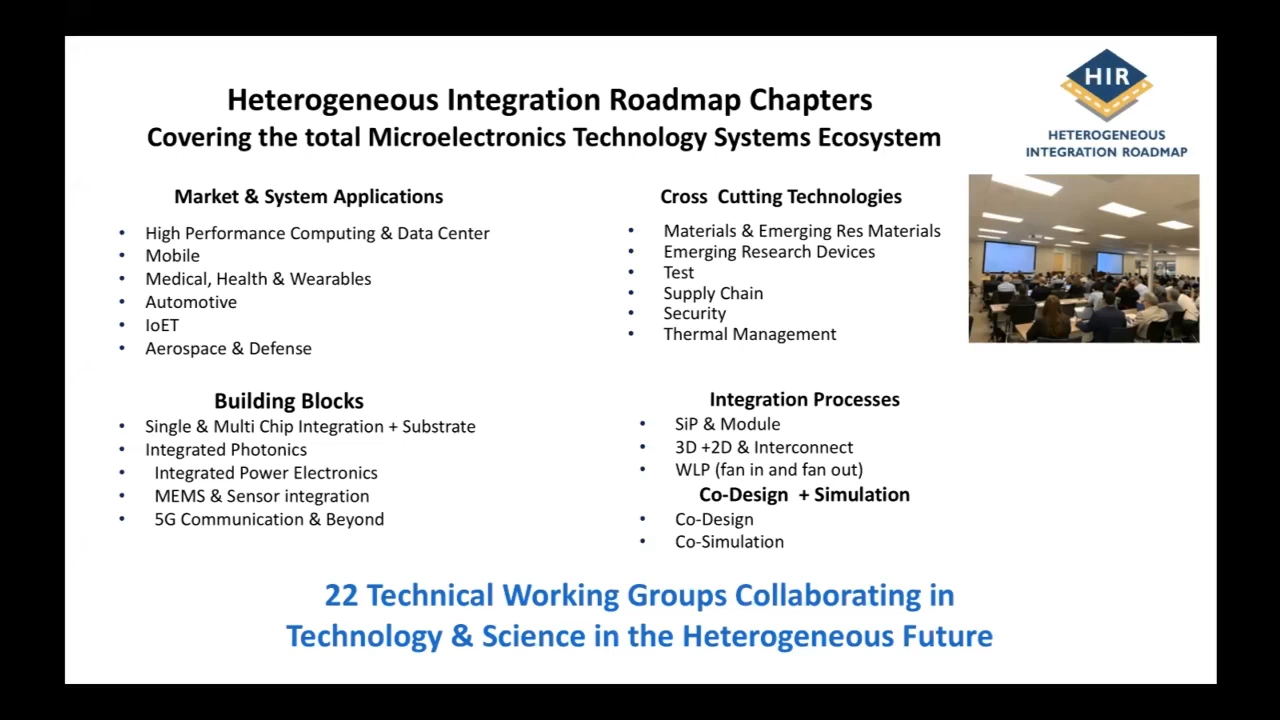 Heterogeneous Integration Roadmap Chapters
Covering the total Microelectronics Technology Systems Ecosystem
HIR
HETEROGENEOUS
INTEGRATION ROADMAP
Market & System Applications
• High Performance Computing & Data Center
• Mobile
• Medical, Health & Wearables
• Automotive
• IoET
• Aerospace & Defense
Cross Cutting Technologies
• Materials & Emerging Res Materials
• Emerging Research Devices
• Test
• Supply Chain
• Security
• Thermal Management
Building Blocks
• Single & Multi Chip Integration + Substrate
• Integrated Photonics
• Integrated Power Electronics
• MEMS & Sensor integration
• 5G Communication & Beyond
Integration Processes
• SiP & Module
• 3D +2D & Interconnect
• WLP (fan in and fan out)
Co-Design + Simulation
• Co-Design
• Co-Simulation
22 Technical Working Groups Collaborating in
Technology & Science in the Heterogeneous Future